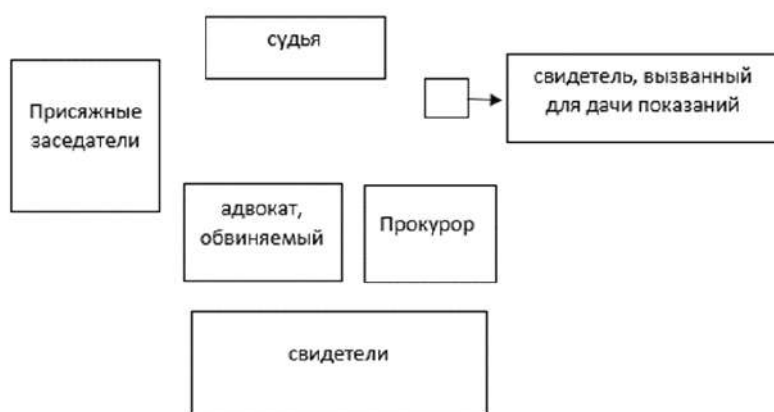 судья
свидетель, вызванный
для дачи показаний
Присяжные
заседатели
адвокат,
обвиняемый
Прокурор
свидетели